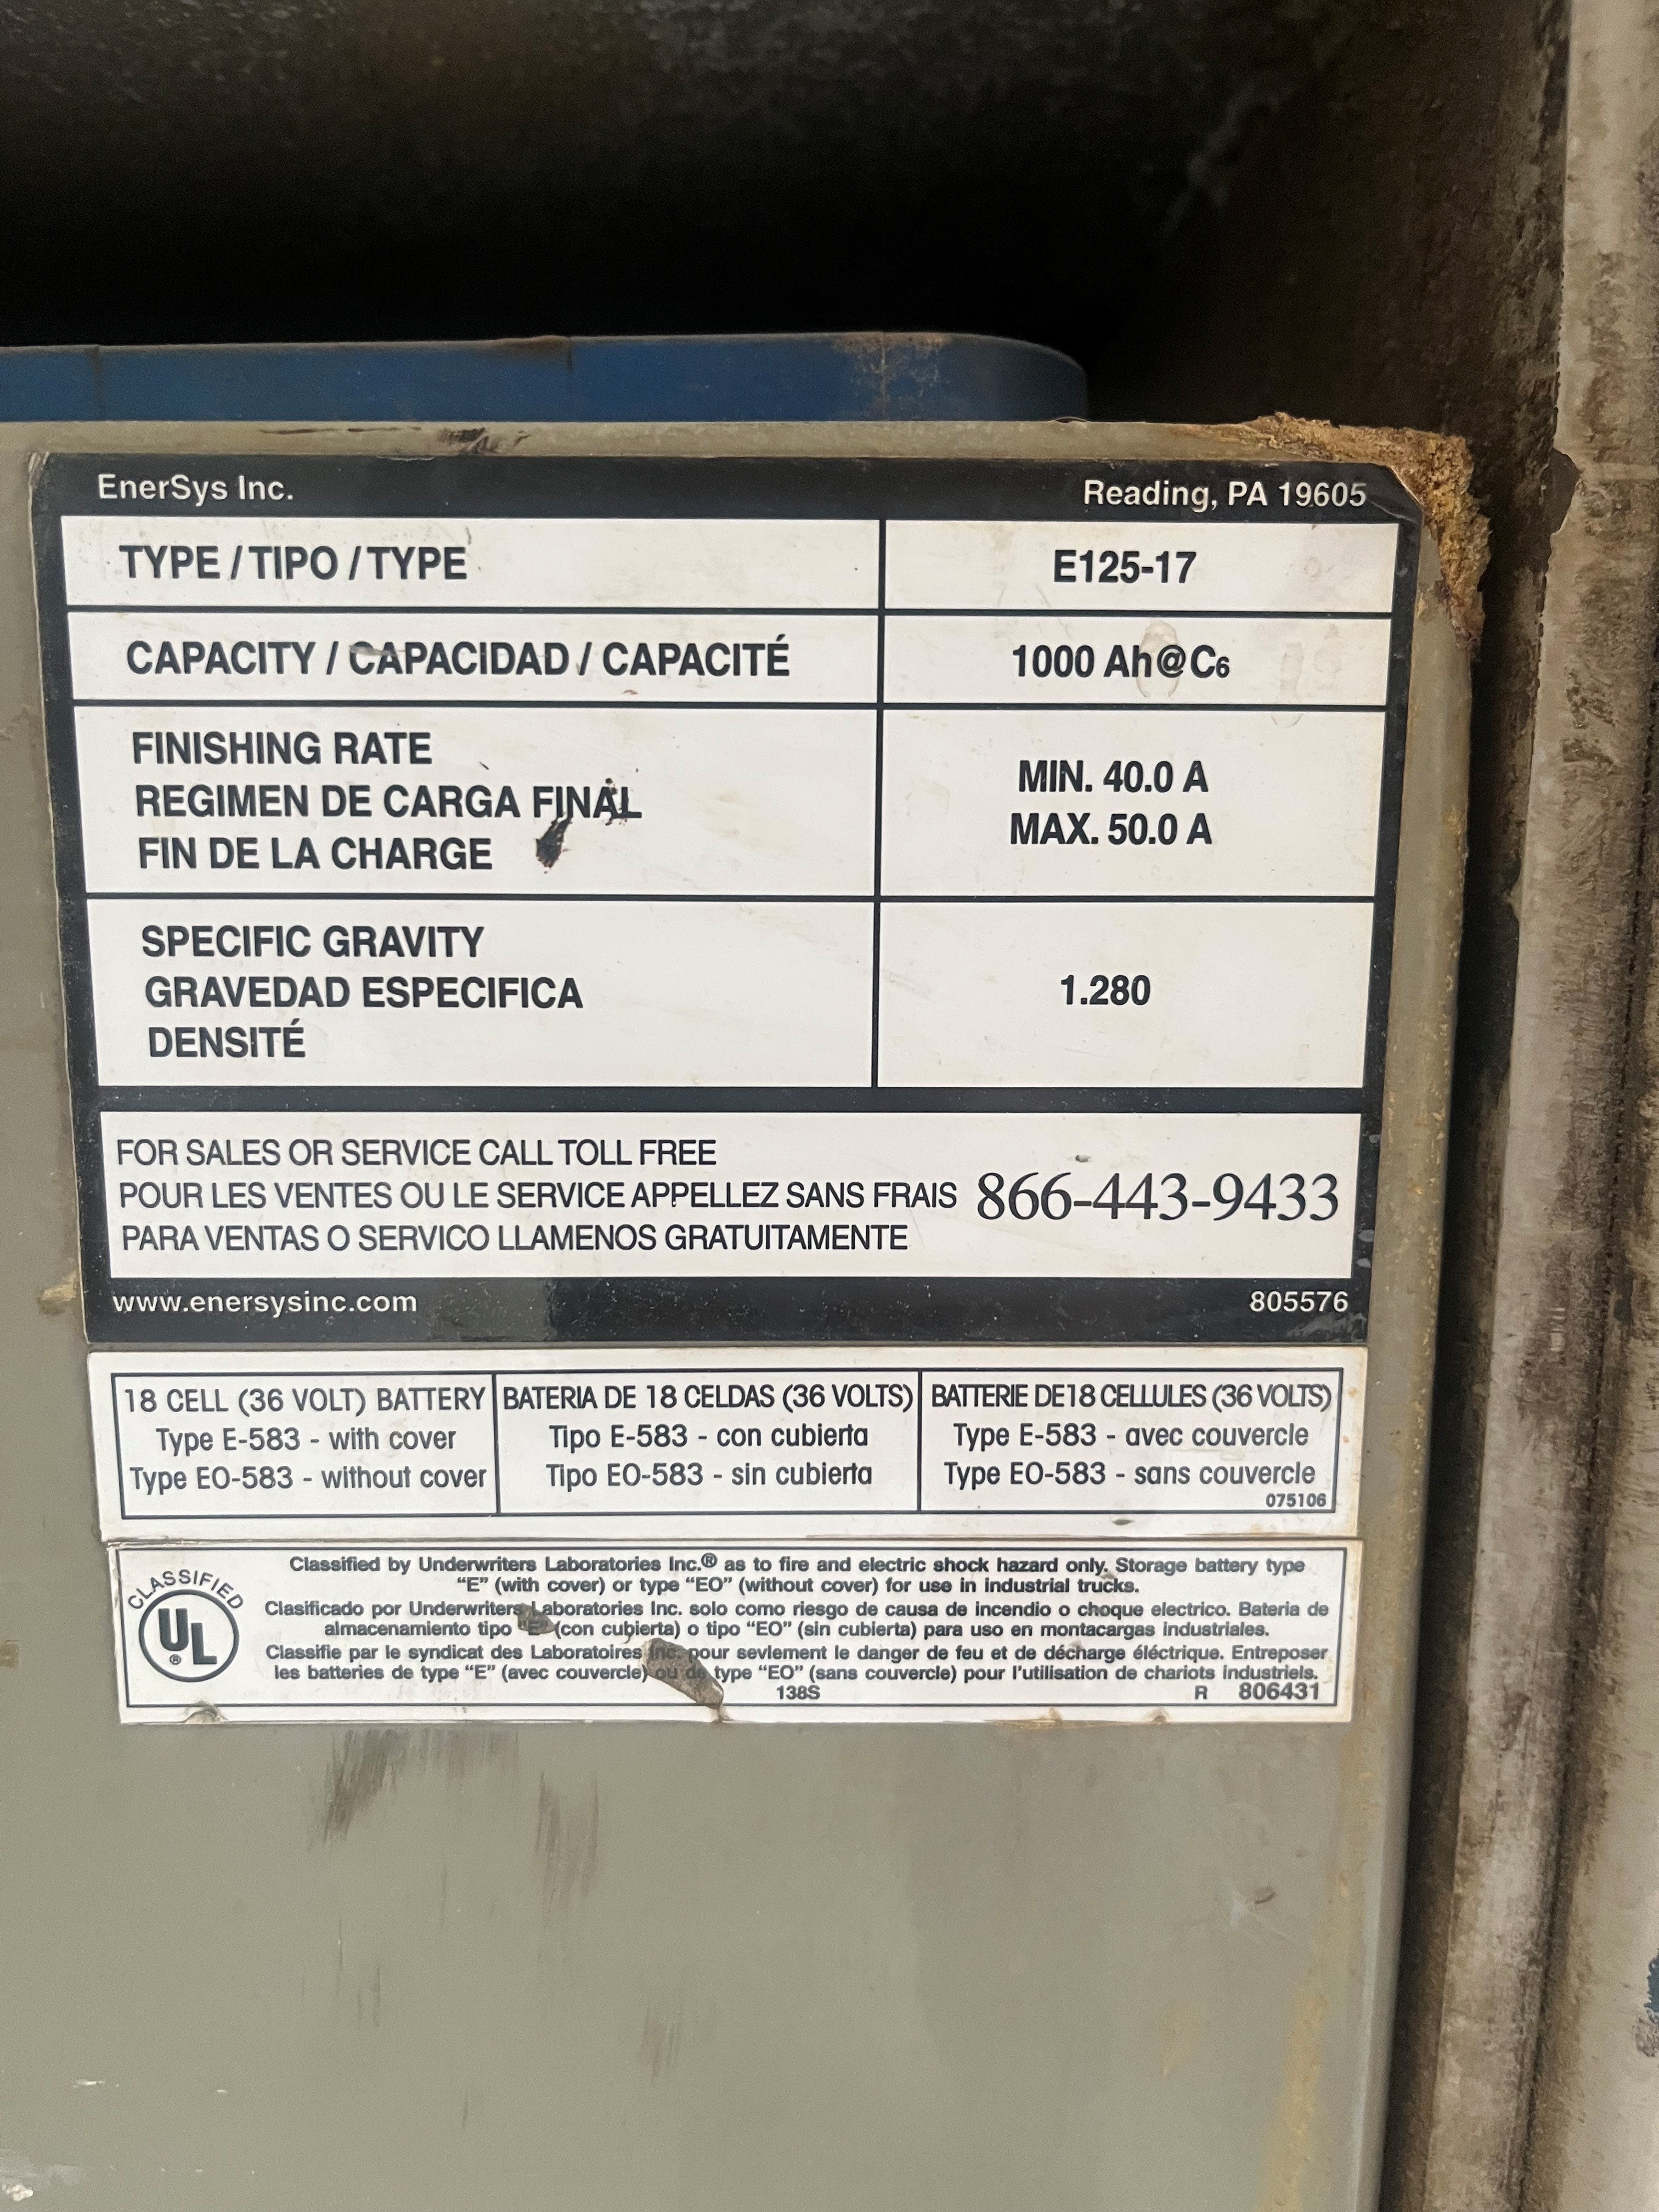 EnerSys Inc. Reading, PA 19605
TYPE / TIPO / TYPE E125-17
CAPACITY / CAPACIDAD / CAPACITÉ 1000 Ah@C6
FINISHING RATE
REGIMEN DE CARGA FINAL
FIN DE LA CHARGE
MIN. 40.0 A
MAX. 50.0 A
SPECIFIC GRAVITY
GRAVEDAD ESPECIFICA
DENSITÉ
1.280
FOR SALES OR SERVICE CALL TOLL FREE
POUR LES VENTES OU LE SERVICE APPELLEZ SANS FRAIS
PARA VENTAS O SERVICO LLAMENOS GRATUITAMENTE
866-443-9433
www.enersysinc.com 805576
18 CELL (36 VOLT) BATTERY
Type E-583 - with cover
Type EO-583 - without cover
BATERIA DE 18 CELDAS (36 VOLTS)
Tipo E-583 - con cubierta
Tipo EO-583 - sin cubierta
BATTERIE DE18 CELLULES (36 VOLTS)
Type E-583 - avec couvercle
Type EO-583 - sans couvercle
075106
CLASSIFIED
UL
®
Classified by Underwriters Laboratories Inc.® as to fire and electric shock hazard only. Storage battery type
“E” (with cover) or type “EO” (without cover) for use in industrial trucks.
Clasificado por Underwriters Laboratories Inc. solo como riesgo de causa de incendio o choque electrico. Bateria de
almacenamiento tipo “E” (con cubierta) o tipo “EO” (sin cubierta) para uso en montacargas industriales.
Classifie par le syndicat des Laboratoires Inc. pour sevlement le danger de feu et de décharge éléctrique. Entreposer
les batteries de type “E” (avec couvercle) ou de type “EO” (sans couvercle) pour l'utilisation de chariots industriels.
138S R 806431